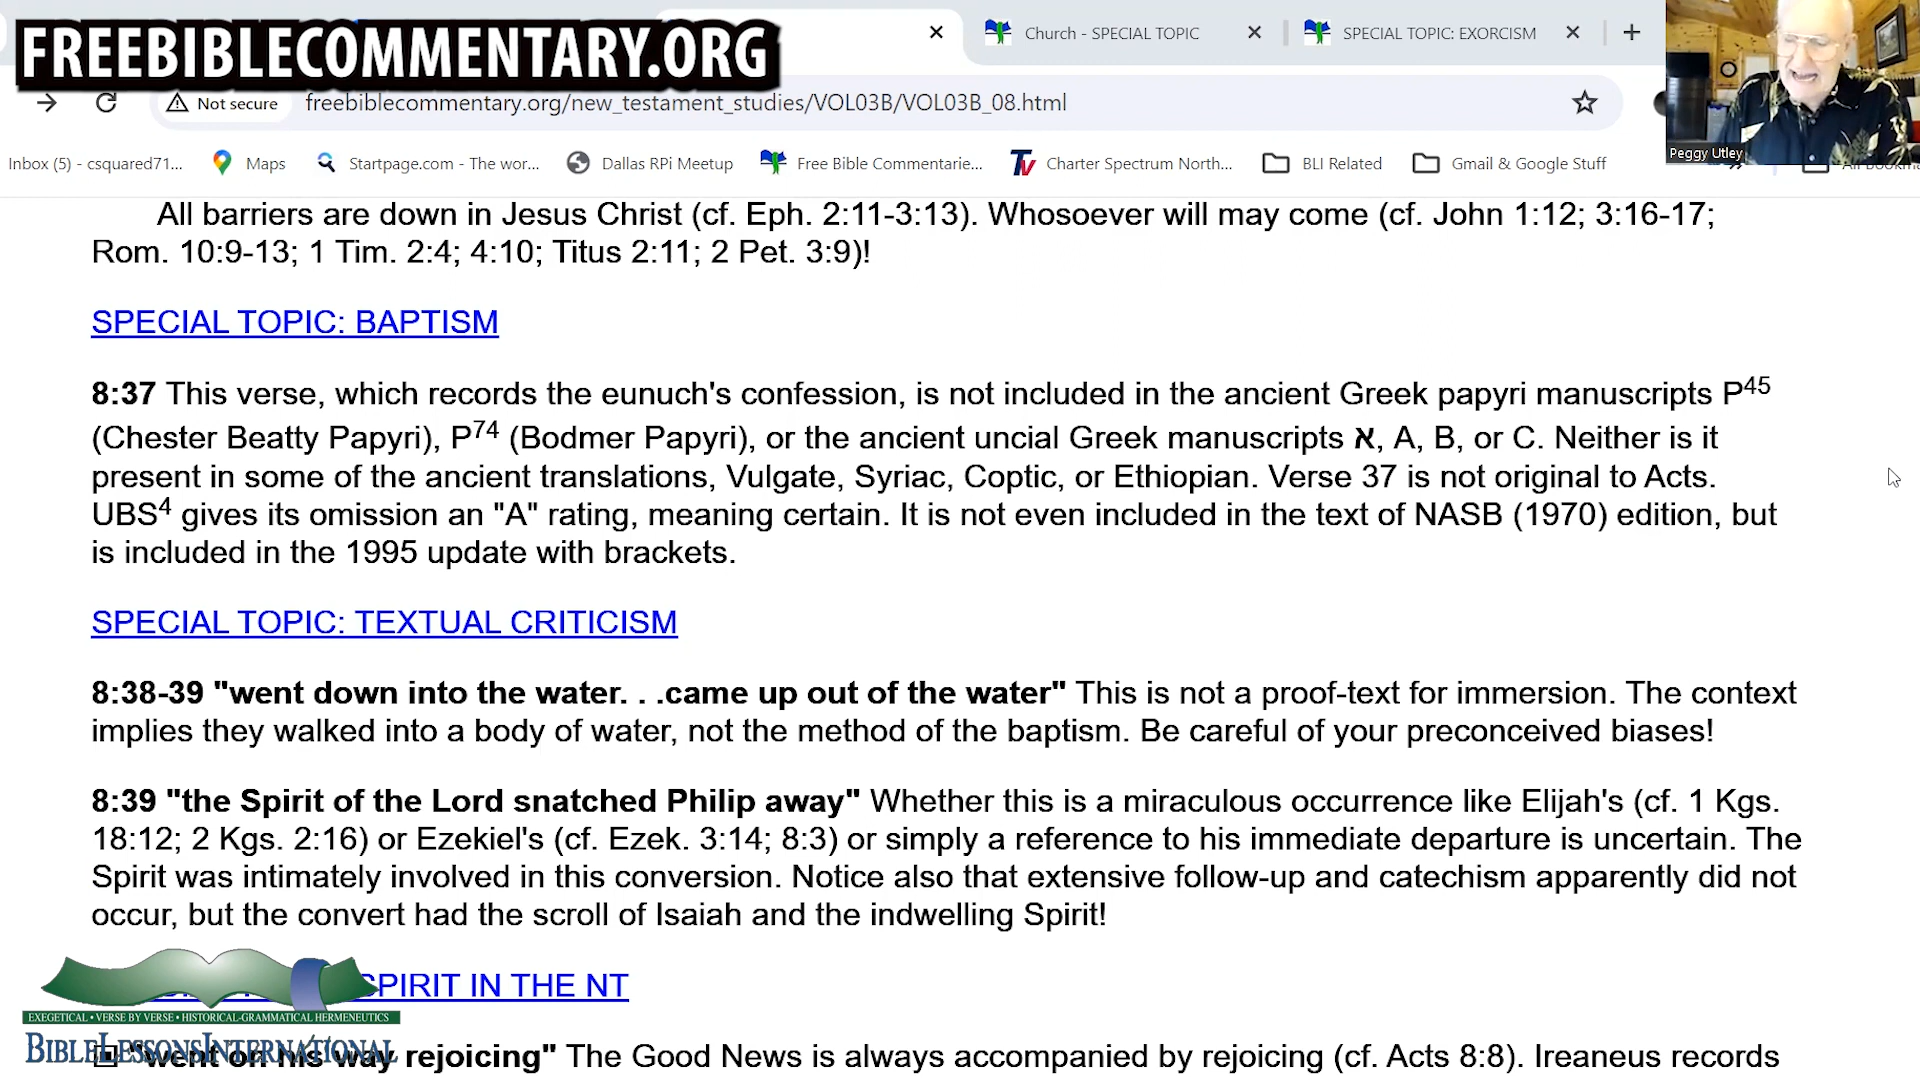 FREEBIBLECOMMENTARY.ORG
Church - SPECIAL TOPIC
SPECIAL TOPIC: EXORCISM
Not secure
freebiblecommentary.org/new_testament_studies/VOL03B/VOL03B_08.html
Peggy Utley
Inbox (5) - csquared71...
Maps
Startpage.com - The wor...
Dallas RPi Meetup
Free Bible Commentarie...
Charter Spectrum North...
BLI Related
Gmail & Google Stuff
All barriers are down in Jesus Christ (cf. Eph. 2:11-3:13). Whosoever will may come (cf. John 1:12; 3:16-17;
Rom. 10:9-13; 1 Tim. 2:4; 4:10; Titus 2:11; 2 Pet. 3:9)!
SPECIAL TOPIC: BAPTISM
8:37 This verse, which records the eunuch's confession, is not included in the ancient Greek papyri manuscripts P45
(Chester Beatty Papyri), P74 (Bodmer Papyri), or the ancient uncial Greek manuscripts א, A, B, or C. Neither is it
present in some of the ancient translations, Vulgate, Syriac, Coptic, or Ethiopian. Verse 37 is not original to Acts.
UBS4 gives its omission an "A" rating, meaning certain. It is not even included in the text of NASB (1970) edition, but
is included in the 1995 update with brackets.
SPECIAL TOPIC: TEXTUAL CRITICISM
8:38-39 "went down into the water. . .came up out of the water" This is not a proof-text for immersion. The context
implies they walked into a body of water, not the method of the baptism. Be careful of your preconceived biases!
8:39 "the Spirit of the Lord snatched Philip away" Whether this is a miraculous occurrence like Elijah's (cf. 1 Kgs.
18:12; 2 Kgs. 2:16) or Ezekiel's (cf. Ezek. 3:14; 8:3) or simply a reference to his immediate departure is uncertain. The
Spirit was intimately involved in this conversion. Notice also that extensive follow-up and catechism apparently did not
occur, but the convert had the scroll of Isaiah and the indwelling Spirit!
SPIRIT IN THE NT
EXEGETICAL • VERSE BY VERSE • HISTORICAL-GRAMMATICAL HERMENEUTICS
BIBLELESSONSINTERNATIONAL
"went on his way rejoicing" The Good News is always accompanied by rejoicing (cf. Acts 8:8). Ireaneus records